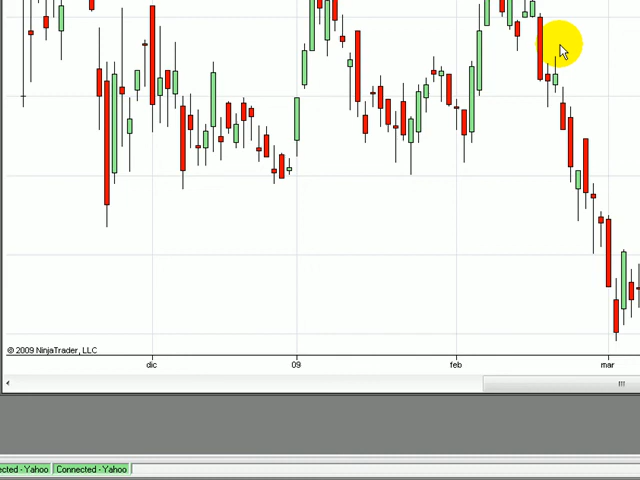 © 2009 NinjaTrader, LLC
dic 09 feb mar
ected - Yahoo Connected - Yahoo